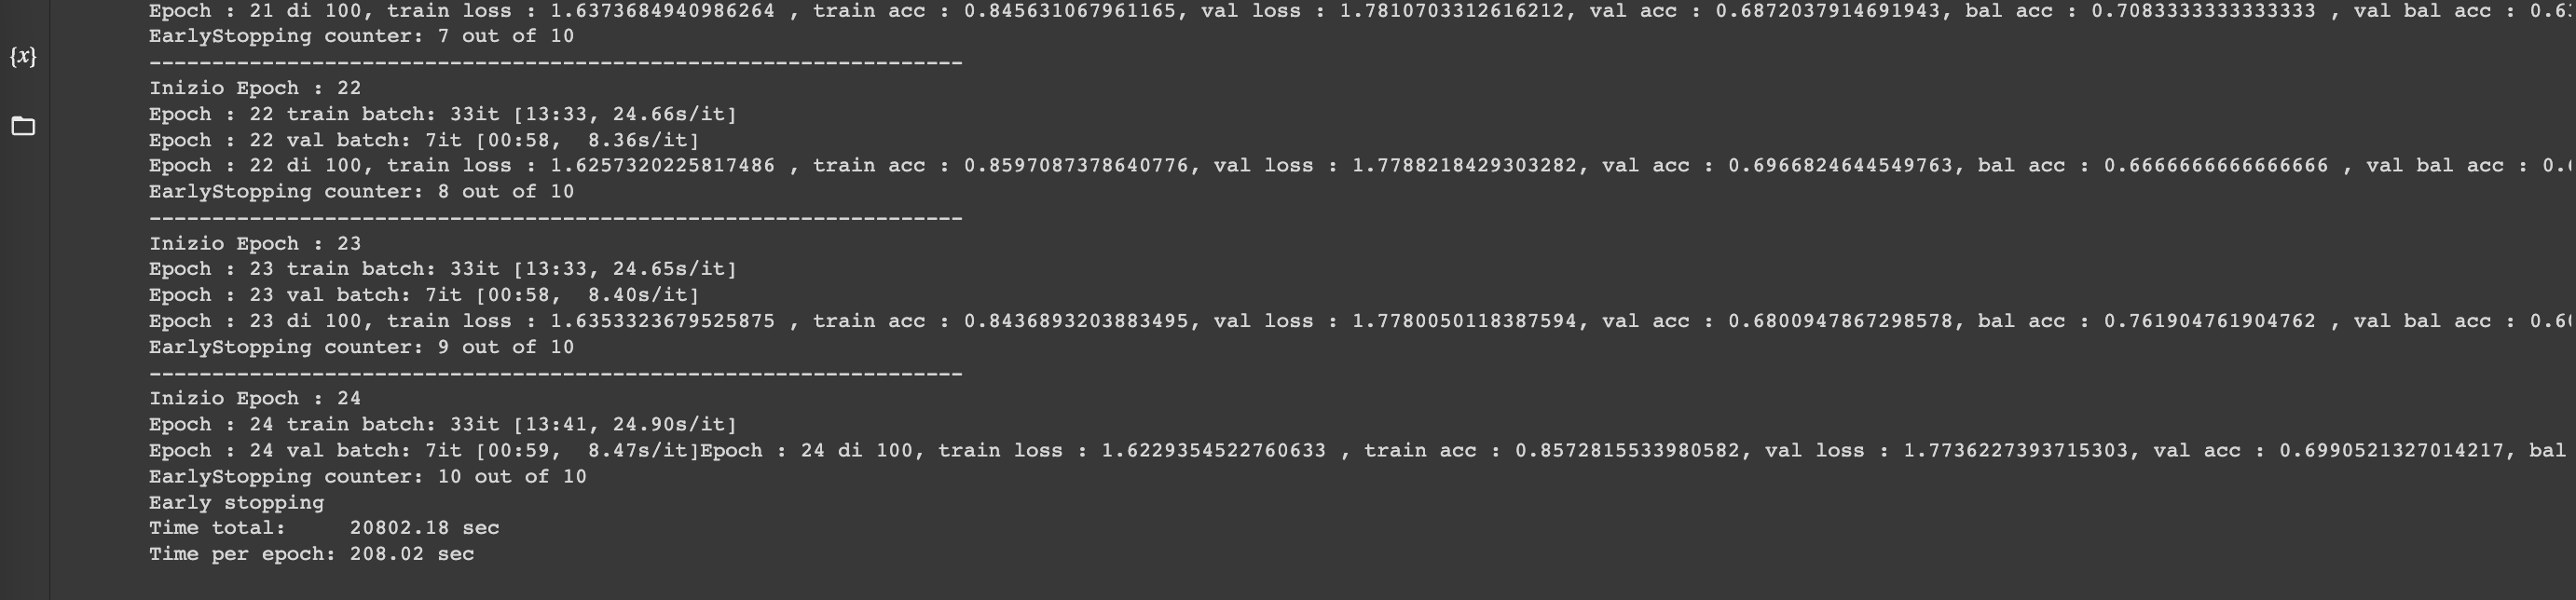 Epoch : 21 di 100, train loss : 1.6373684940986264 , train acc : 0.845631067961165, val loss : 1.7810703312616212, val acc : 0.6872037914691943, bal acc : 0.7083333333333333 , val bal acc :
EarlyStopping counter: 7 out of 10
{x}
-----------------------------------------------------------------
Inizio Epoch : 22
Epoch : 22 train batch: 33it [13:33, 24.66s/it]
Epoch : 22 val batch: 7it [00:58,  8.36s/it]
Epoch : 22 di 100, train loss : 1.6257320225817486 , train acc : 0.8597087378640776, val loss : 1.7788218429303282, val acc : 0.6966824644549763, bal acc : 0.6666666666666666 , val bal acc :
EarlyStopping counter: 8 out of 10
-----------------------------------------------------------------
Inizio Epoch : 23
Epoch : 23 train batch: 33it [13:33, 24.65s/it]
Epoch : 23 val batch: 7it [00:58,  8.40s/it]
Epoch : 23 di 100, train loss : 1.6353323679525875 , train acc : 0.8436893203883495, val loss : 1.7780050118387594, val acc : 0.6800947867298578, bal acc : 0.761904761904762 , val bal acc :
EarlyStopping counter: 9 out of 10
-----------------------------------------------------------------
Inizio Epoch : 24
Epoch : 24 train batch: 33it [13:41, 24.90s/it]
Epoch : 24 val batch: 7it [00:59,  8.47s/it]Epoch : 24 di 100, train loss : 1.6229354522760633 , train acc : 0.8572815533980582, val loss : 1.7736227393715303, val acc : 0.6990521327014217, bal
EarlyStopping counter: 10 out of 10
Early stopping
Time total:     20802.18 sec
Time per epoch: 208.02 sec